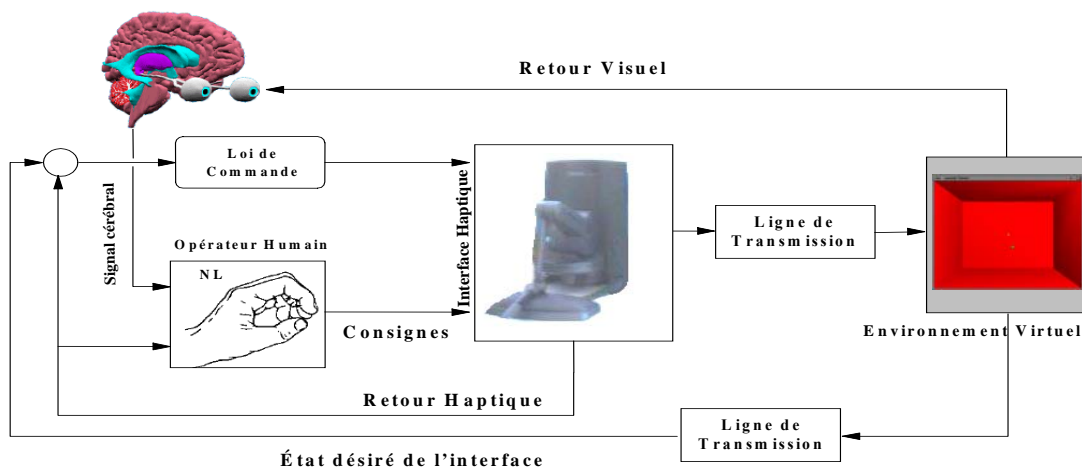 Retour Visuel
Loi de
Commande
Signal cérébral
Opérateur Humain
NL
Consignes
Interface Haptique
Ligne de
Transmission
Environnement Virtuel
Retour Haptique
Ligne de
Transmission
État désiré de l'interface